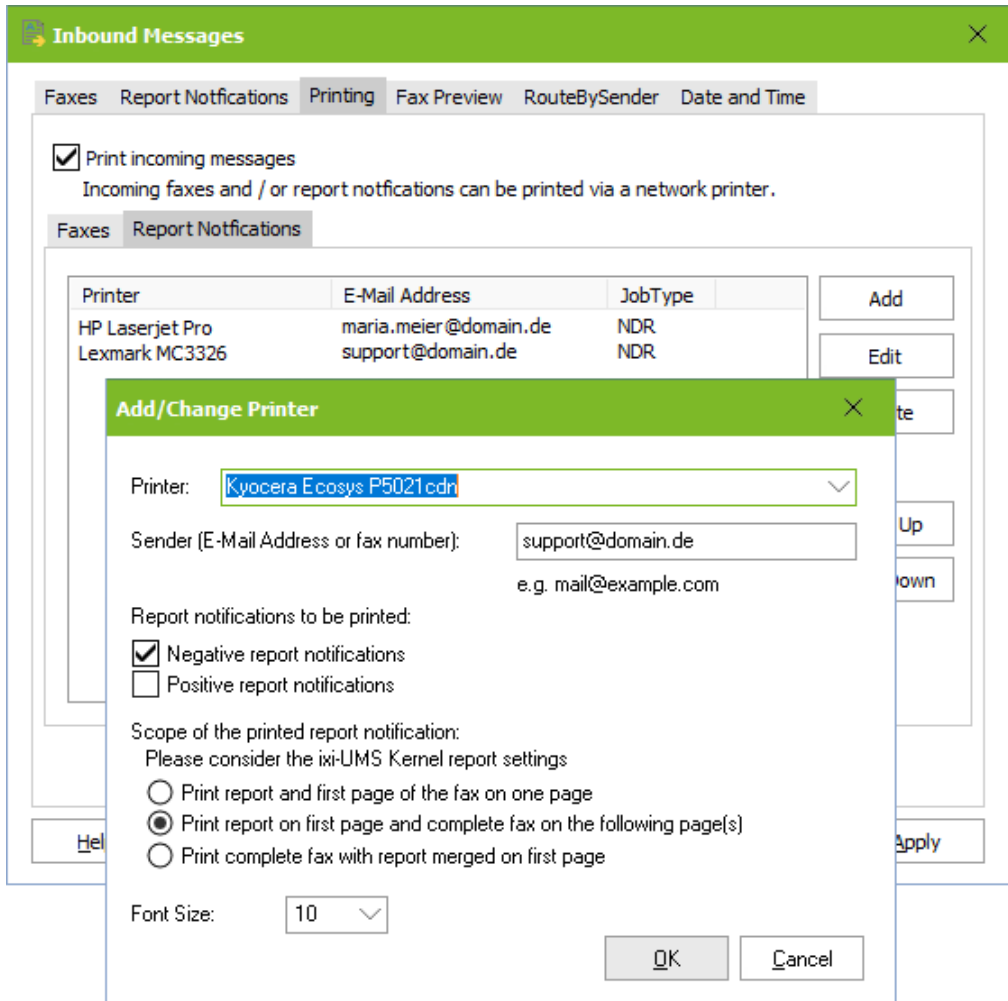 Inbound Messages
Faxes Report Notfications Printing Fax Preview RouteBySender Date and Time
Print incoming messages
Incoming faxes and / or report notfications can be printed via a network printer.
Faxes Report Notfications
Printer E-Mail Address JobType
HP Laserjet Pro maria.meier@domain.de NDR
Lexmark MC3326 support@domain.de NDR
Add
Edit
te
Up
own
Add/Change Printer
Printer: Kyocera Ecosys P5021cdn
Sender (E-Mail Address or fax number): support@domain.de
e.g. mail@example.com
Report notifications to be printed:
Negative report notifications
Positive report notifications
Scope of the printed report notification:
Please consider the ixi-UMS Kernel report settings
Print report and first page of the fax on one page
Print report on first page and complete fax on the following page(s)
Print complete fax with report merged on first page
Hel Apply
Font Size: 10
OK Cancel